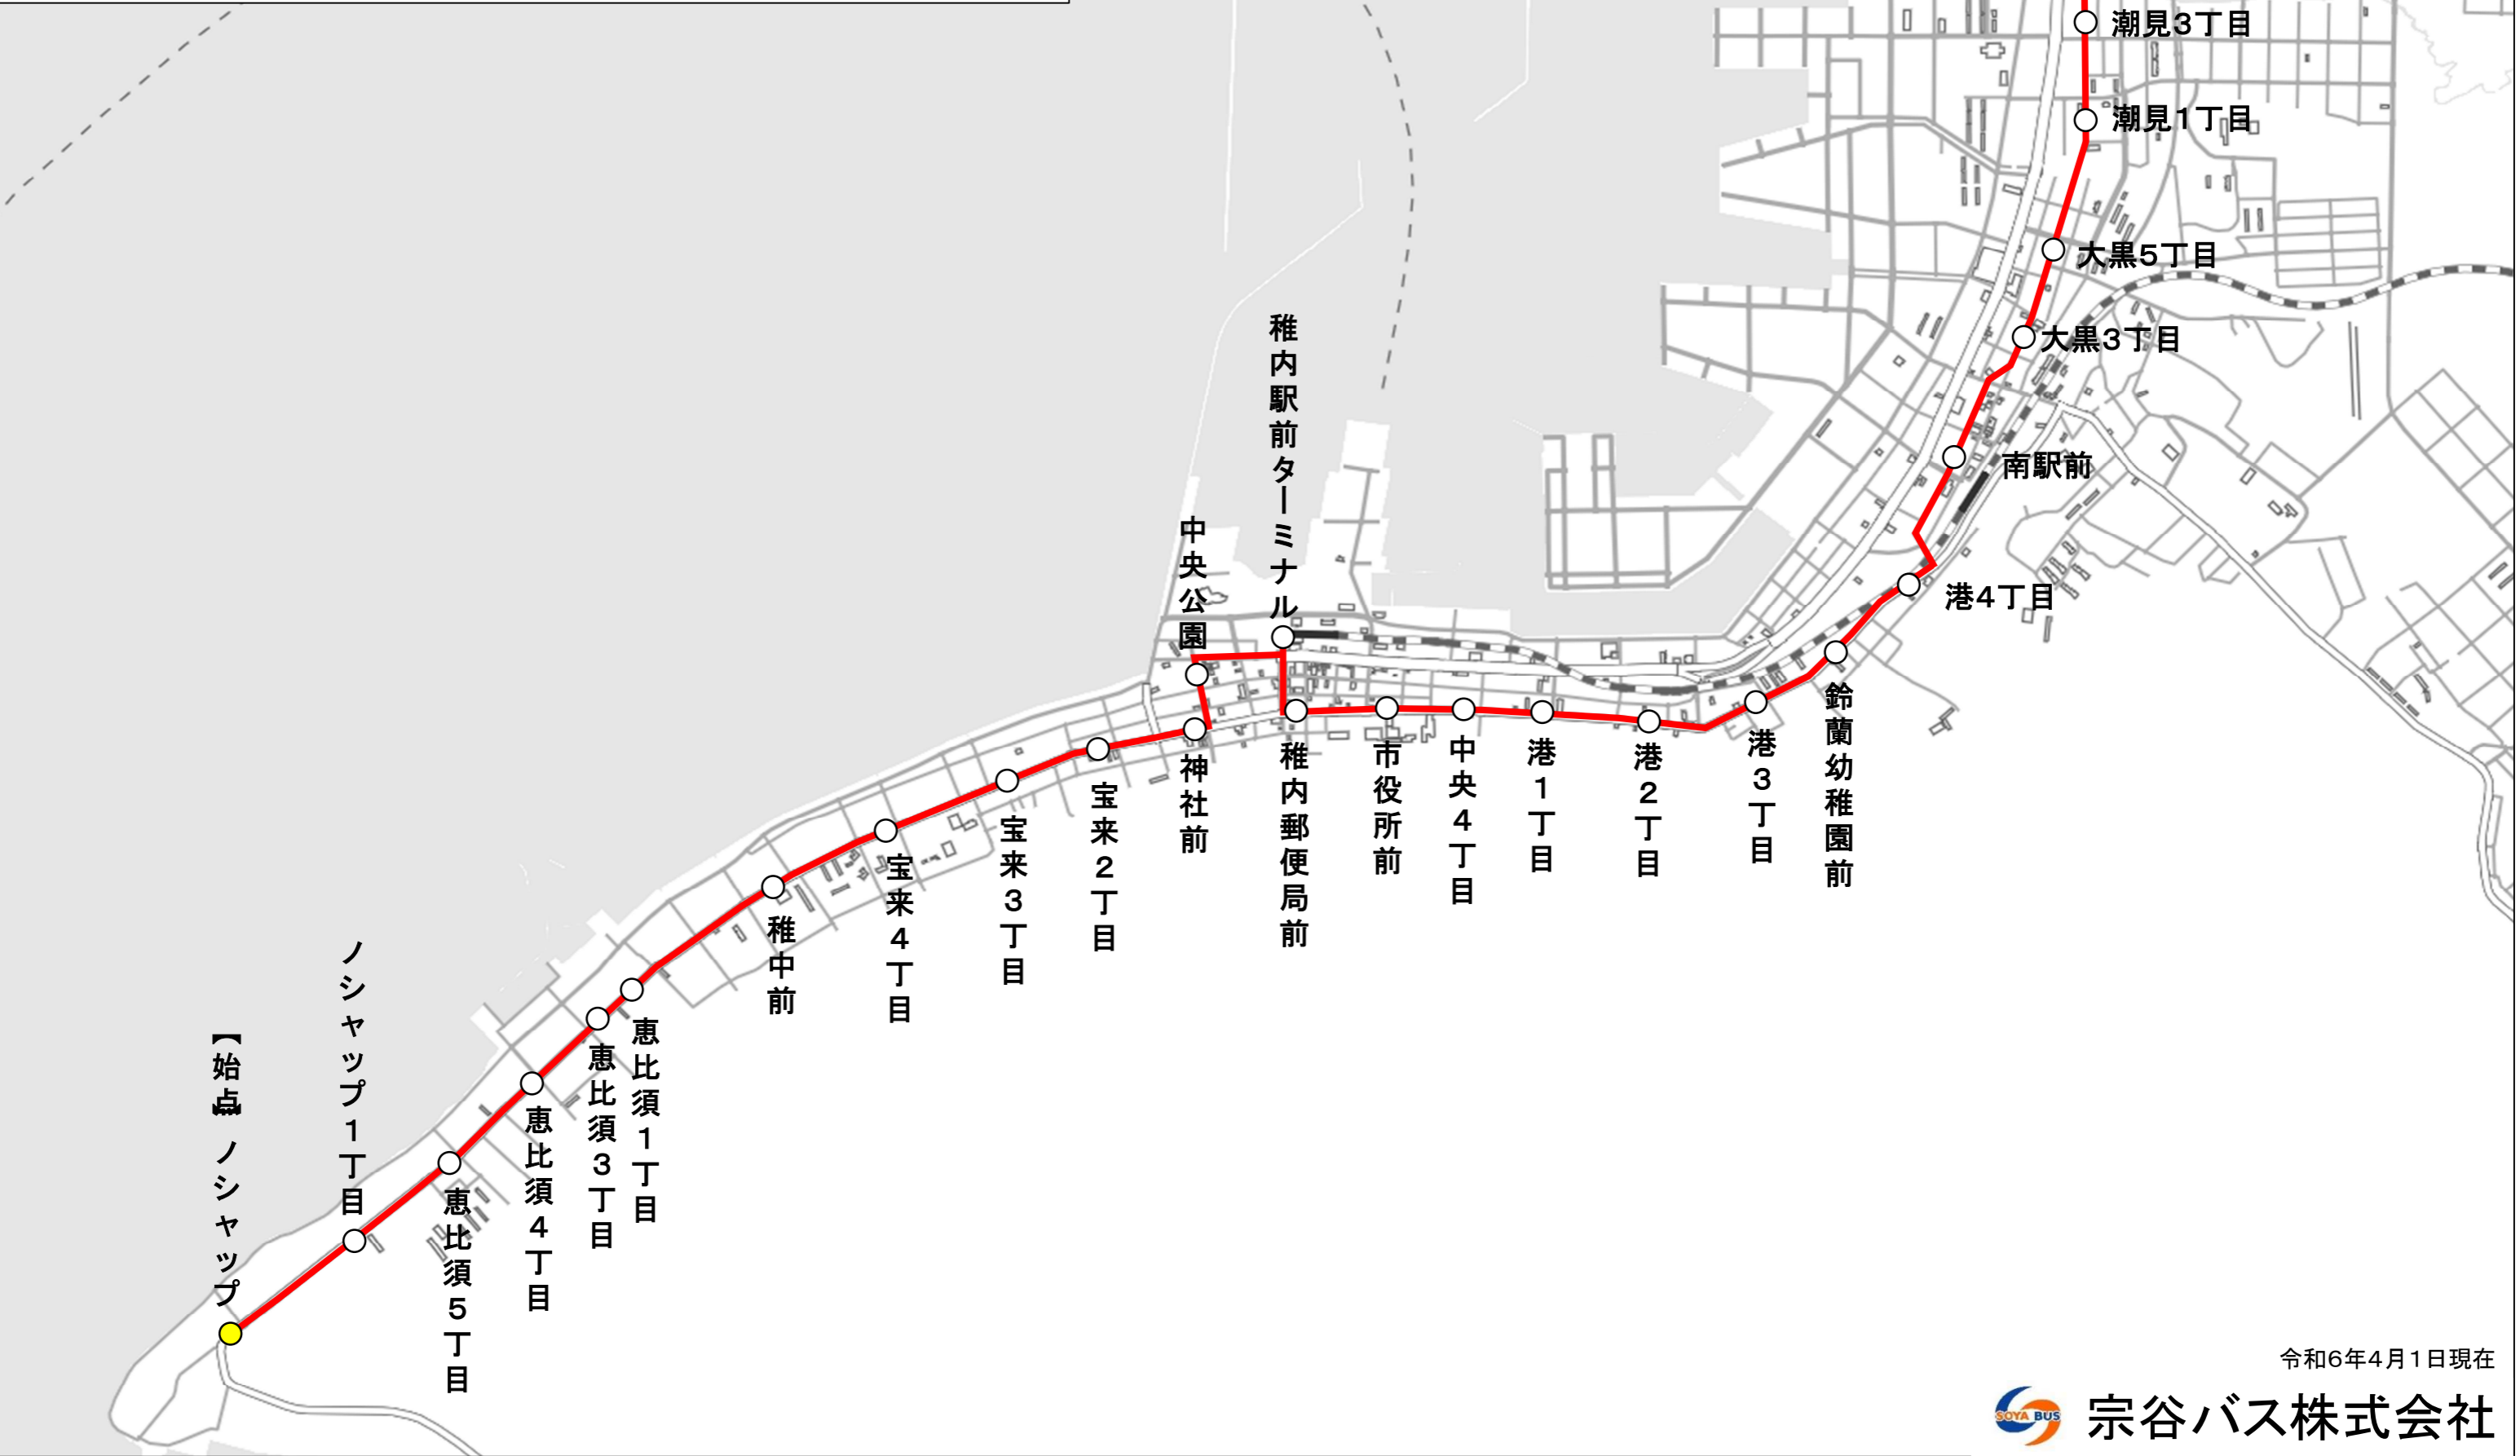 潮見3丁目
潮見1丁目
大黒5丁目
大黒3丁目
南駅前
港4丁目
稚内駅前ターミナル
中央公園
鈴蘭幼稚園前
港3丁目
港2丁目
港1丁目
中央4丁目
市役所前
稚内郵便局前
神社前
宝来2丁目
宝来3丁目
宝来4丁目
稚中前
恵比須1丁目
恵比須3丁目
恵比須4丁目
恵比須5丁目
ノシャップ1丁目
【始点】ノシャップ
令和6年4月1日現在
SOYA BUS
宗谷バス株式会社